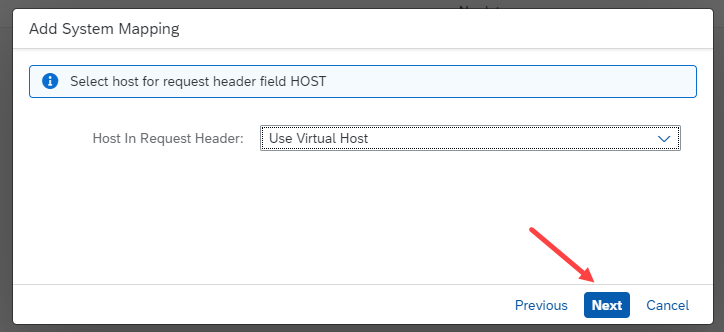 Add System Mapping
Select host for request header field HOST
Host In Request Header: Use Virtual Host
Previous Next Cancel